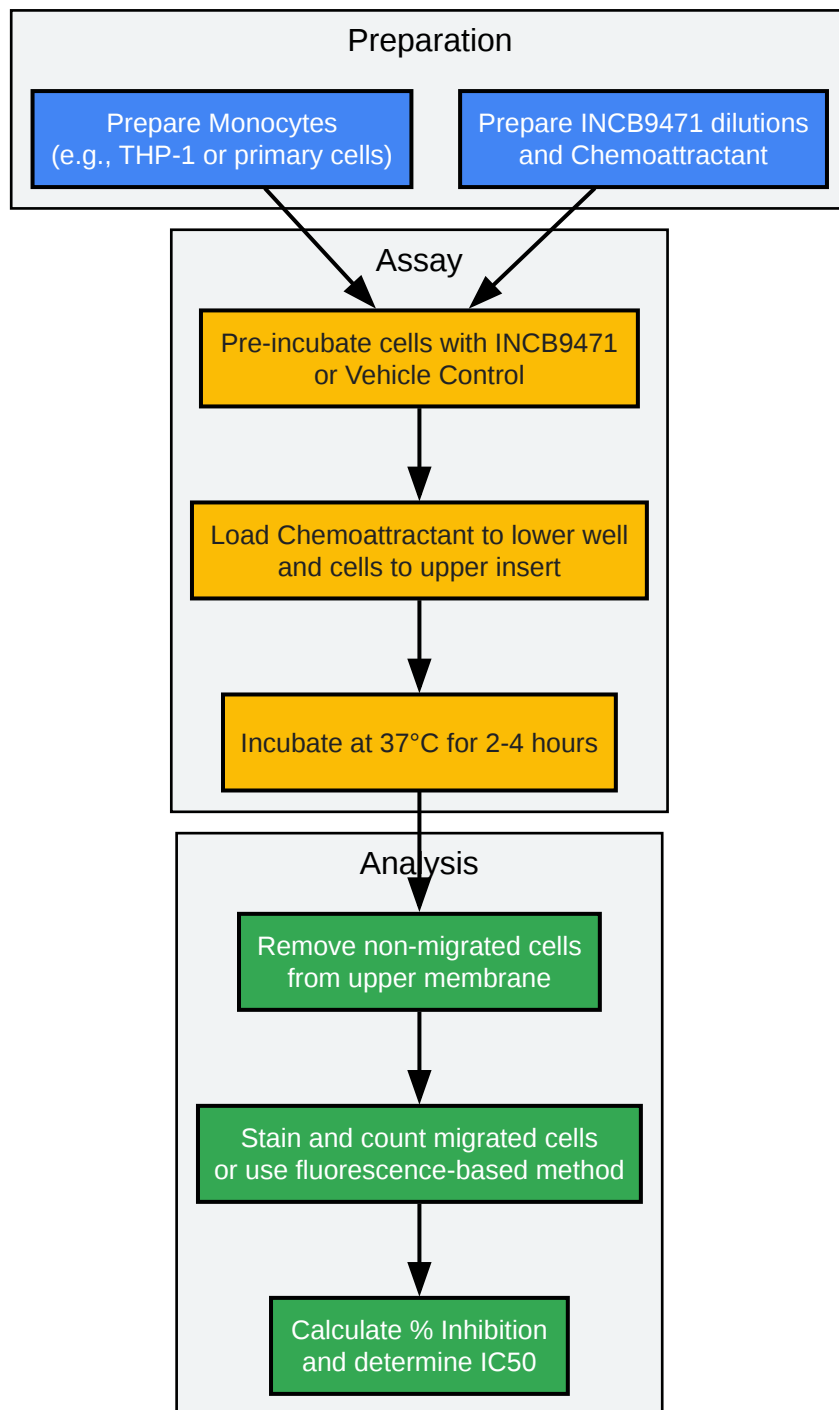 Preparation
Prepare Monocytes
(e.g., THP-1 or primary cells)
Prepare INCB9471 dilutions
and Chemoattractant
Assay
Pre-incubate cells with INCB9471
or Vehicle Control
Load Chemoattractant to lower well
and cells to upper insert
Incubate at 37°C for 2-4 hours
Analysis
Remove non-migrated cells
from upper membrane
Stain and count migrated cells
or use fluorescence-based method
Calculate % Inhibition
and determine IC50